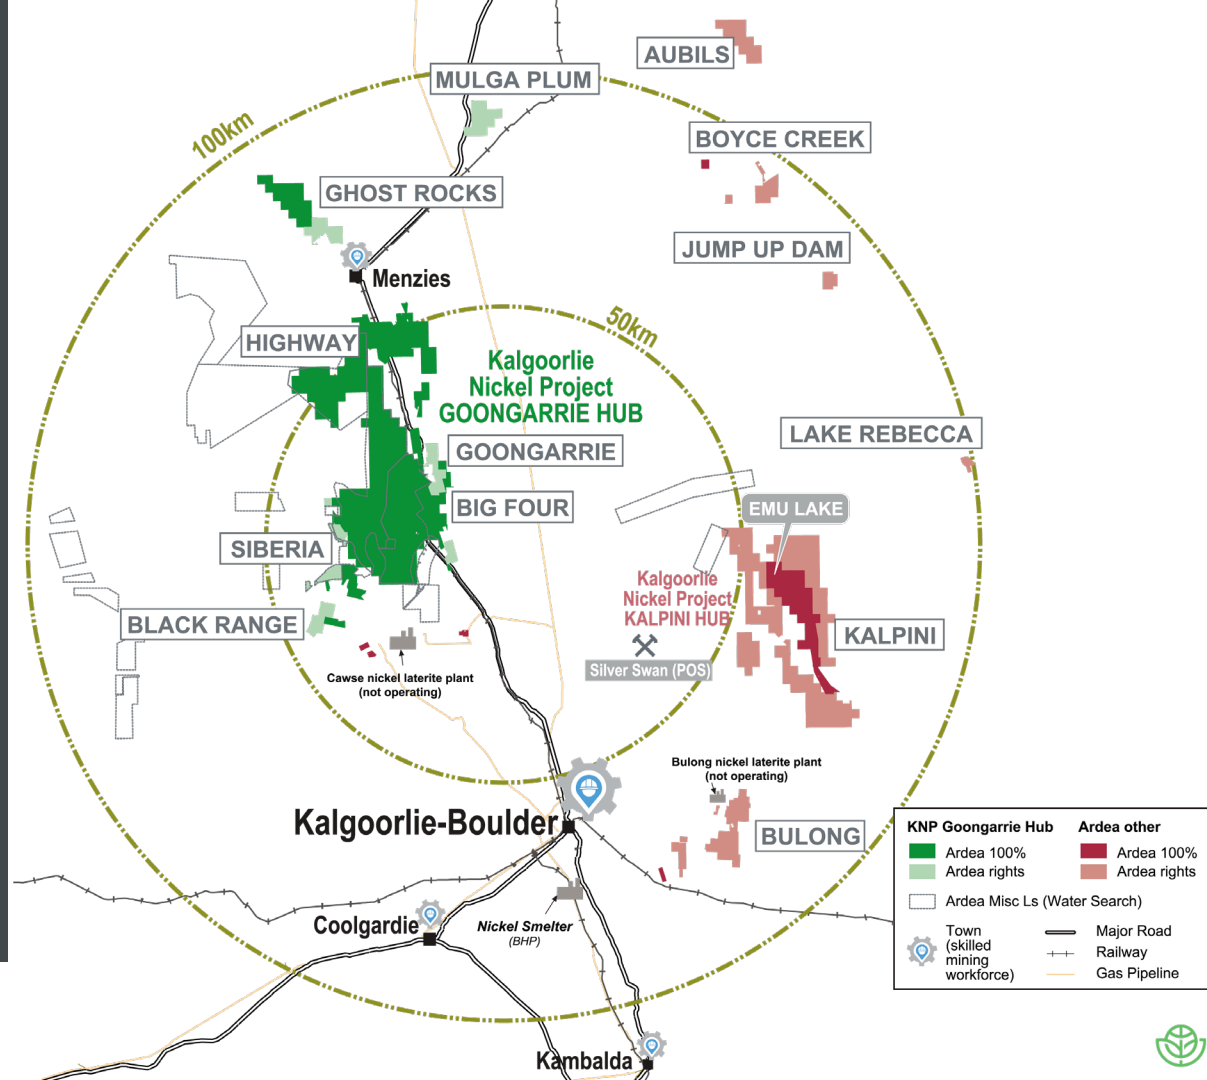 AUBILS
MULGA PLUM
100km
BOYCE CREEK
GHOST ROCKS
JUMP UP DAM
Menzies
50km
HIGHWAY
Kalgoorlie
Nickel Project
GOONGARRIE HUB
LAKE REBECCA
GOONGARRIE
BIG FOUR
EMU LAKE
SIBERIA
Kalgoorlie
Nickel Project
KALPINI HUB
BLACK RANGE
KALPINI
Silver Swan (POS)
Cawse nickel laterite plant
(not operating)
Bulong nickel laterite plant
(not operating)
Kalgoorlie-Boulder
BULONG
Coolgardie
Nickel Smelter
(BHP)
Kambalda
KNP Goongarrie Hub
Ardea 100%
Ardea rights
Ardea other
Ardea 100%
Ardea rights
Ardea Misc Ls (Water Search)
Town
(skilled
mining
workforce)
Major Road
Railway
Gas Pipeline